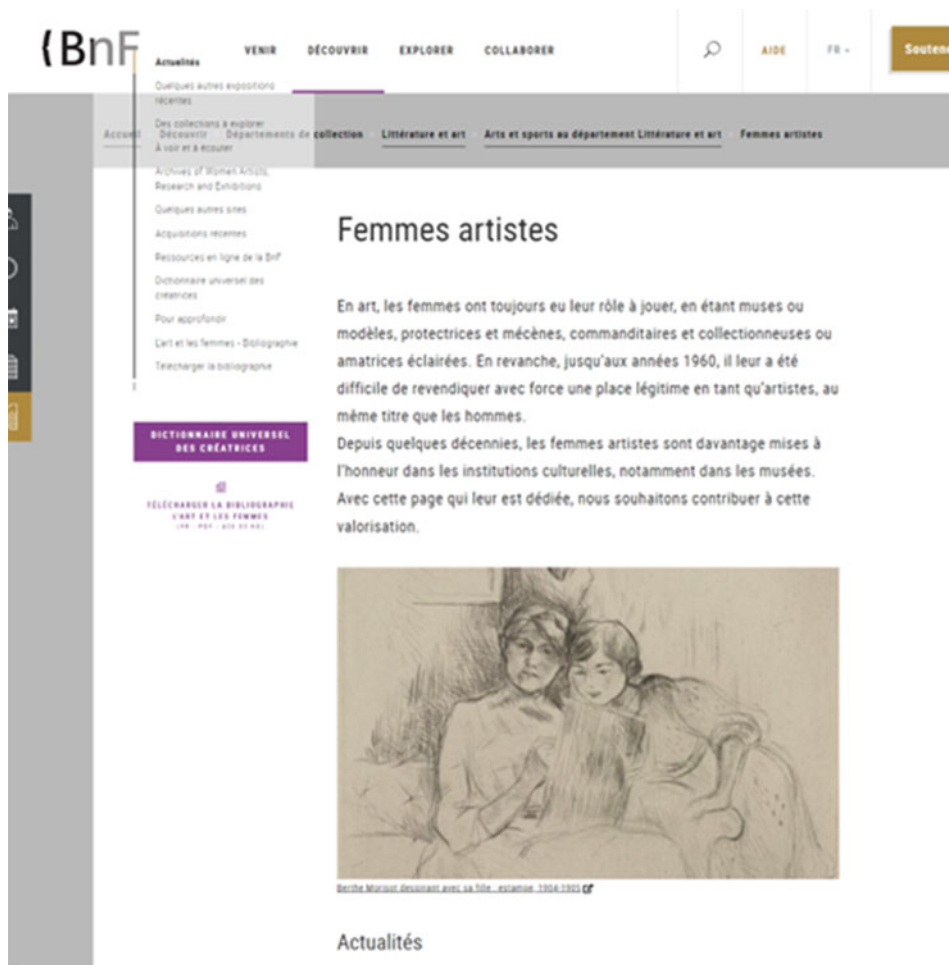 {BnF
VENIR DÉCOUVRIR EXPLORER COLLABORER AIDE FR
Actualités
Quelques autres expositions
récentes
Des collections à explorer
À voir et à écouter
Archives of Women Artists,
Research and Exhibitions
Quelques autres sites
Acquisitions récentes
Ressources en ligne de la BnF
Dictionnaire universel des
créatrices
Pour approfondir
L'art et les femmes - Bibliographie
Télécharger la bibliographie
DICTIONNAIRE UNIVERSEL
DES CRÉATRICES
TÉLÉCHARGER LA BIBLIOGRAPHIE
L'ART ET LES FEMMES
Accueil Découvrir Départements de collection Littérature et art Arts et sports au département Littérature et art Femmes artistes
Femmes artistes
En art, les femmes ont toujours eu leur rôle à jouer, en étant muses ou
modèles, protectrices et mécènes, commanditaires et collectionneuses ou
amatrices éclairées. En revanche, jusqu'aux années 1960, il leur a été
difficile de revendiquer avec force une place légitime en tant qu'artistes, au
même titre que les hommes.
Depuis quelques décennies, les femmes artistes sont davantage mises à
l'honneur dans les institutions culturelles, notamment dans les musées.
Avec cette page qui leur est dédiée, nous souhaitons contribuer à cette
valorisation.
Berthe Morisot dessinant avec sa fille : estampe, 1904-1905
Actualités